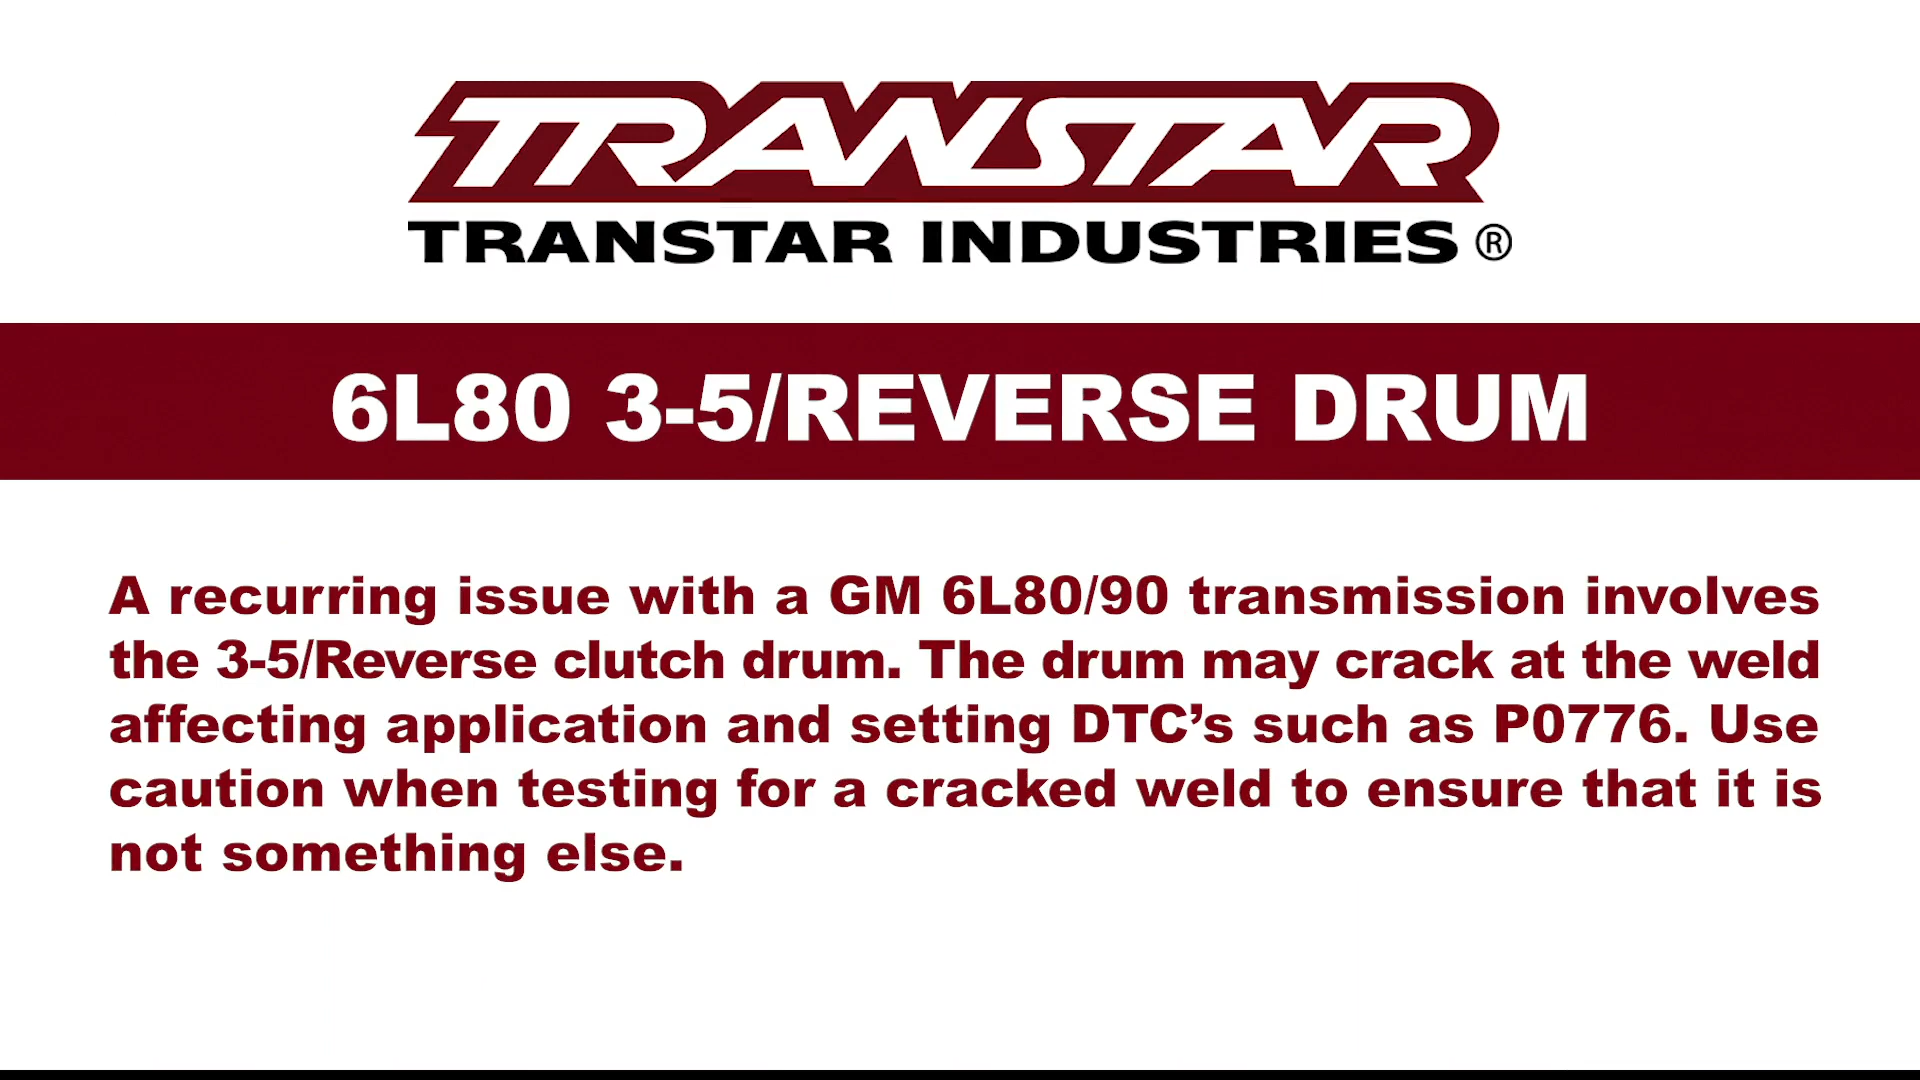 TRANSTAR
TRANSTAR INDUSTRIES ®
6L80 3-5/REVERSE DRUM
A recurring issue with a GM 6L80/90 transmission involves
the 3-5/Reverse clutch drum. The drum may crack at the weld
affecting application and setting DTC’s such as P0776. Use
caution when testing for a cracked weld to ensure that it is
not something else.